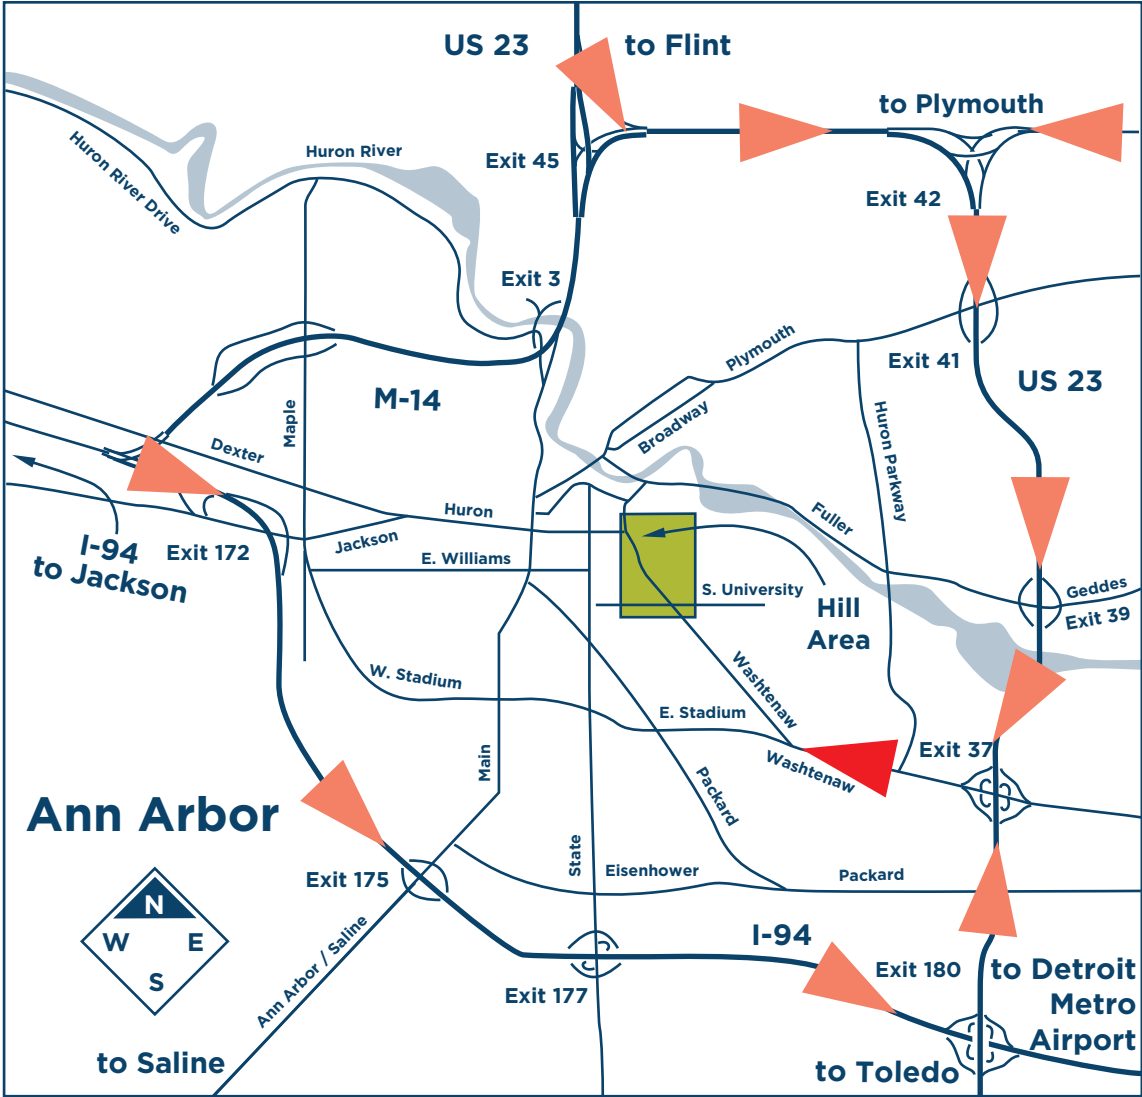 US 23
to Flint
to Plymouth
Huron River
Exit 45
Huron River Drive
Exit 42
Exit 3
Plymouth
Exit 41
US 23
M-14
Maple
Broadway
Huron Parkway
Dexter
Huron
Fuller
Jackson
I-94
to Jackson
Exit 172
E. Williams
S. University
Geddes
Exit 39
Hill
Area
W. Stadium
Washtenaw
E. Stadium
Exit 37
Washtenaw
Main
Packard
Ann Arbor
State
Eisenhower
Packard
Exit 175
N
W
E
S
I-94
Ann Arbor / Saline
Exit 177
Exit 180
to Detroit
Metro
Airport
to Saline
to Toledo